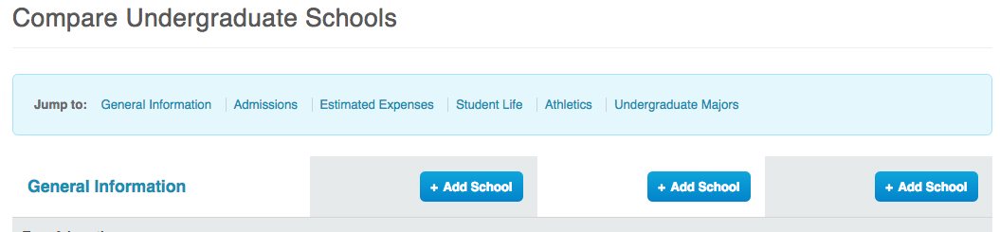 Compare Undergraduate Schools
Jump to: General Information Admissions Estimated Expenses Student Life Athletics Undergraduate Majors
General Information + Add School + Add School + Add School